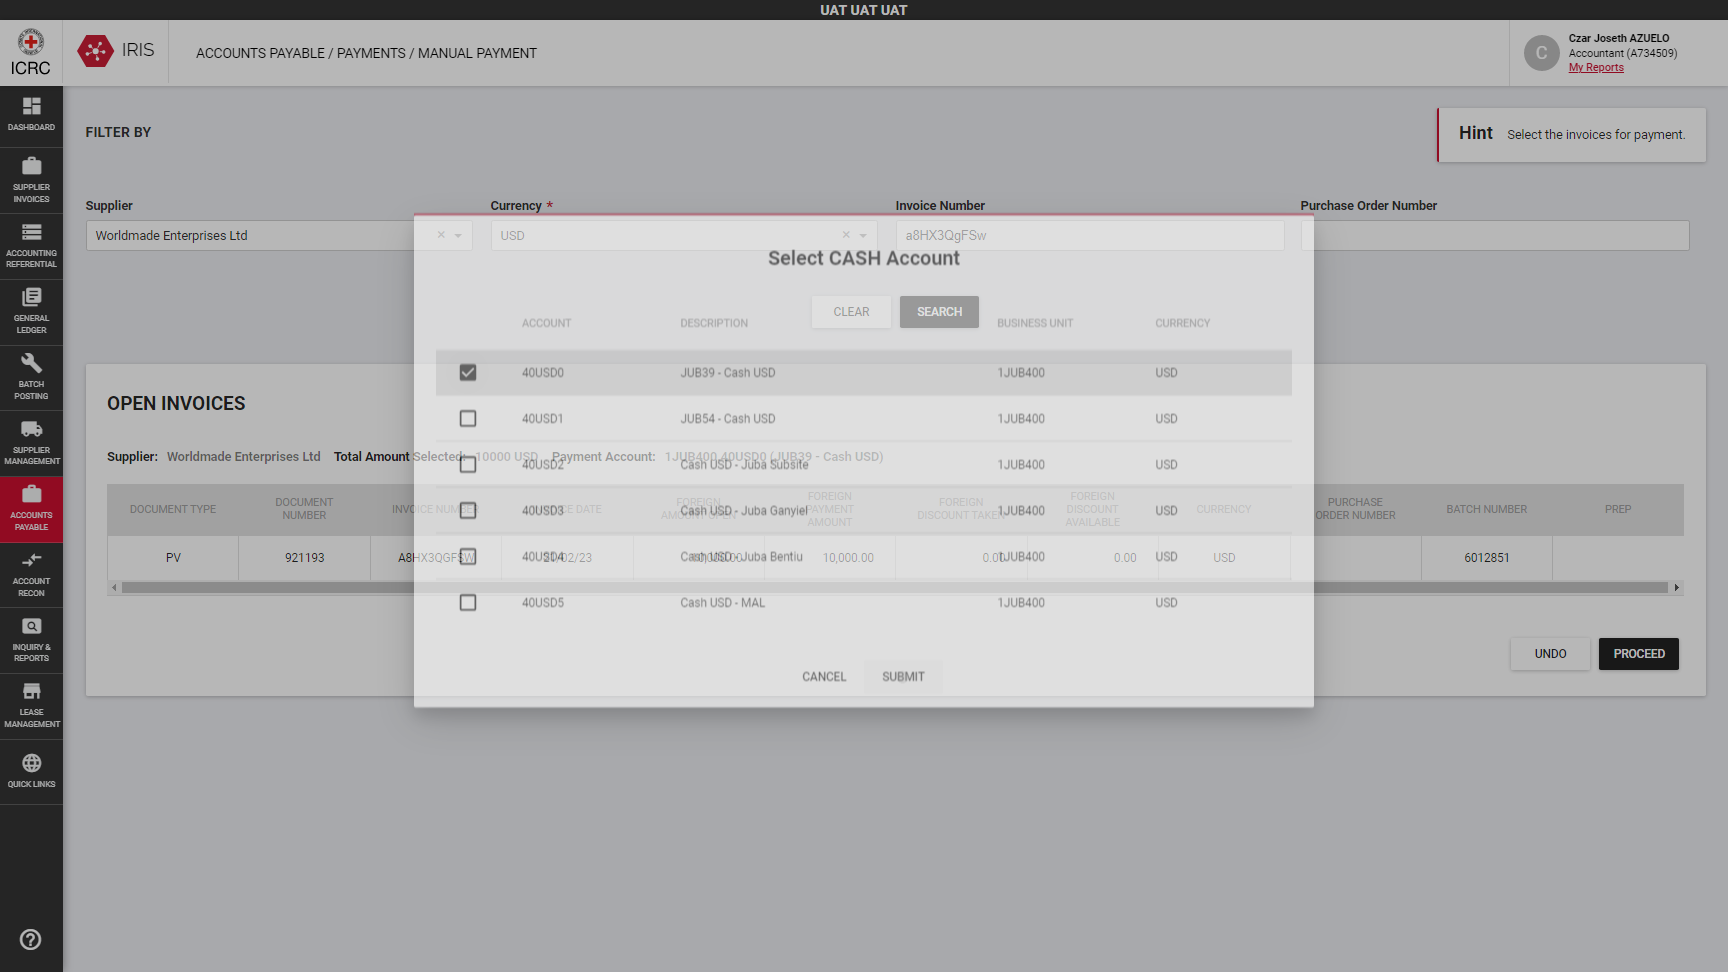 UAT UAT UAT
ICRC
IRIS
ACCOUNTS PAYABLE / PAYMENTS / MANUAL PAYMENT
C
Czar Joseth AZUELO
Accountant (A734509)
My Reports
DASHBOARD
SUPPLIER
INVOICES
ACCOUNTING
REFERENTIAL
GENERAL
LEDGER
BATCH
POSTING
SUPPLIER
MANAGEMENT
ACCOUNTS
PAYABLE
ACCOUNT
RECON
INQUIRY &
REPORTS
LEASE
MANAGEMENT
QUICK LINKS
FILTER BY
Hint Select the invoices for payment.
Supplier Currency * Invoice Number Purchase Order Number
Worldmade Enterprises Ltd USD a8HX3QgFSw
Select CASH Account
CLEAR SEARCH
ACCOUNT DESCRIPTION BUSINESS UNIT CURRENCY
40USD0 JUB39 - Cash USD 1JUB400 USD
40USD1 JUB54 - Cash USD 1JUB400 USD
40USD2 Cash USD - Juba Subsite 1JUB400 USD
40USD3 Cash USD - Juba Ganyiel 1JUB400 USD
40USD4 Cash USD - Juba Bentiu 1JUB400 USD
40USD5 Cash USD - MAL 1JUB400 USD
CANCEL SUBMIT
OPEN INVOICES
Supplier: Worldmade Enterprises Ltd Total Amount Selected: 10000 USD Payment Account: 1JUB400.40USD0 (JUB39 - Cash USD)
DOCUMENT TYPE DOCUMENT NUMBER INVOICE NUMBER DATE FOREIGN FOREIGN PAYMENT AMOUNT FOREIGN DISCOUNT TAKEN FOREIGN DISCOUNT AVAILABLE CURRENCY PURCHASE ORDER NUMBER BATCH NUMBER PREP
PV 921193 A8HX3QGFSW 10,000.00 0.00 0.00 USD 6012851
UNDO PROCEED